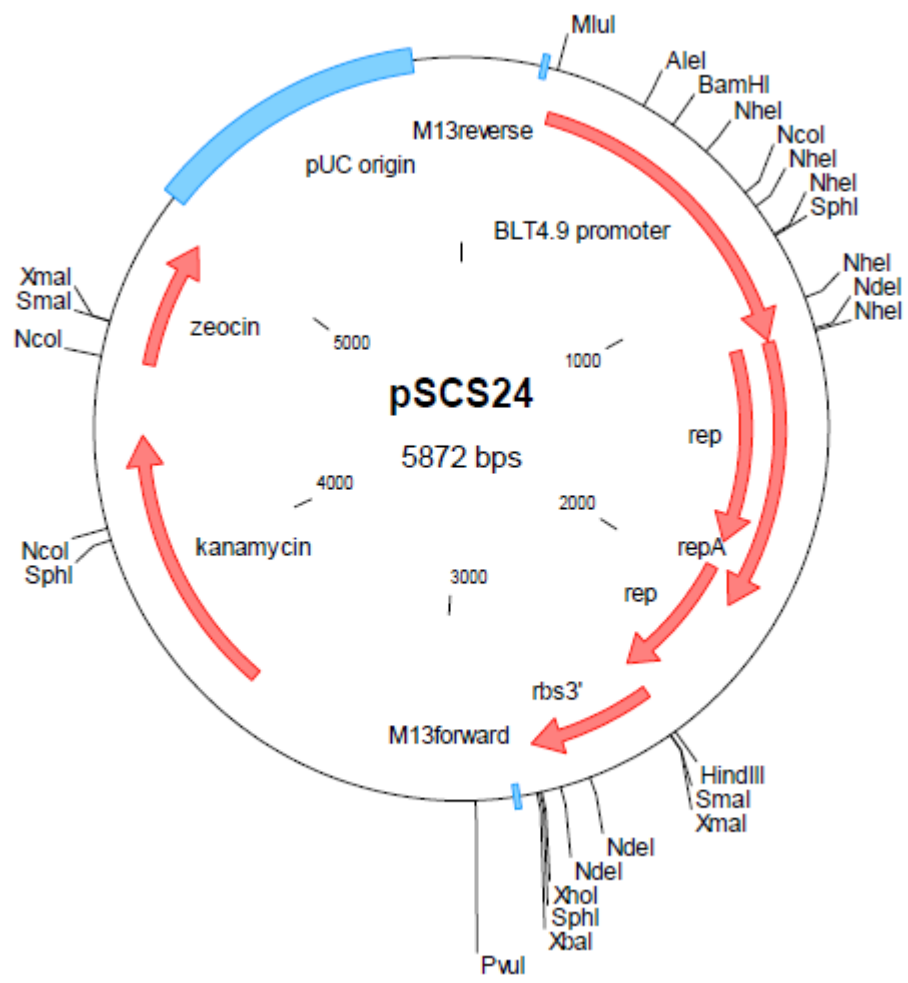 MluI
AleI
BamHI
NheI
NcoI
NheI
NheI
SphI
NheI
NdeI
NheI
M13reverse
pUC origin
BLT4.9 promoter
XmaI
SmaI
NcoI
zeocin
5000
1000
pSCS24
5872 bps
rep
4000
2000
kanamycin
repA
NcoI
SphI
3000
rep
rbs3'
M13forward
HindIII
SmaI
XmaI
NdeI
NdeI
XhoI
SphI
XbaI
PvuI